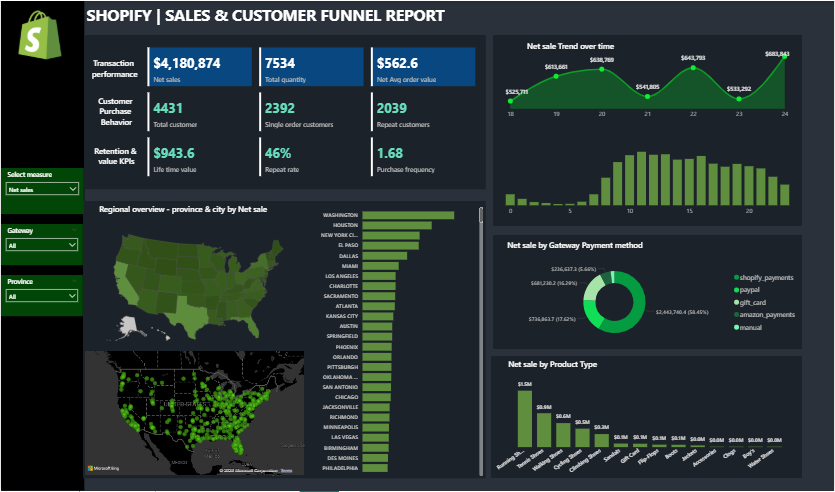 SHOPIFY | SALES & CUSTOMER FUNNEL REPORT
Transaction performance
$4,180,874
Net sales
7534
Total quantity
$562.6
Net Avg order value
Customer Purchase Behavior
4431
Total customer
2392
Single order customers
2039
Repeat customers
Retention & value KPIs
$943.6
Life time value
46%
Repeat rate
1.68
Purchase frequency
Select measure
Net sales
Gateway
All
Province
All
Net sale Trend over time
$525,711
$613,661
$638,769
$541,805
$643,793
$533,292
$683,843
18 19 20 21 22 23 24
0 5 10 15 20
Regional overview - province & city by Net sale
WASHINGTON
HOUSTON
NEW YORK CI...
EL PASO
DALLAS
MIAMI
LOS ANGELES
CHARLOTTE
SACRAMENTO
ATLANTA
KANSAS CITY
AUSTIN
SPRINGFIELD
PHOENIX
ORLANDO
PITTSBURGH
OKLAHOMA ...
SAN ANTONIO
CHICAGO
JACKSONVILLE
RICHMOND
MINNEAPOLIS
LAS VEGAS
BIRMINGHAM
DES MOINES
PHILADELPHIA
UNITED STATES
MEXICO
Microsoft Bing
© 2025 Microsoft Corporation Terms
Net sale by Gateway Payment method
$236,637.3 (5.66%)
$681,230.2 (16.29%)
$736,863.7 (17.62%)
$2,443,740.4 (58.45%)
shopify_payments
paypal
gift_card
amazon_payments
manual
Net sale by Product Type
$1.5M
$0.9M
$0.6M
$0.5M
$0.3M
$0.1M
$0.1M
$0.1M
$0.1M
$0.0M
$0.0M
$0.0M
$0.0M
$0.0M
Running Sh...
Tennis Shoes
Walking Shoes
Cycling Shoes
Climbing Shoes
Sandals
Gift Card
Flip Flops
Boots
Jackets
Accessories
Clogs
Boy's
Water Shoes